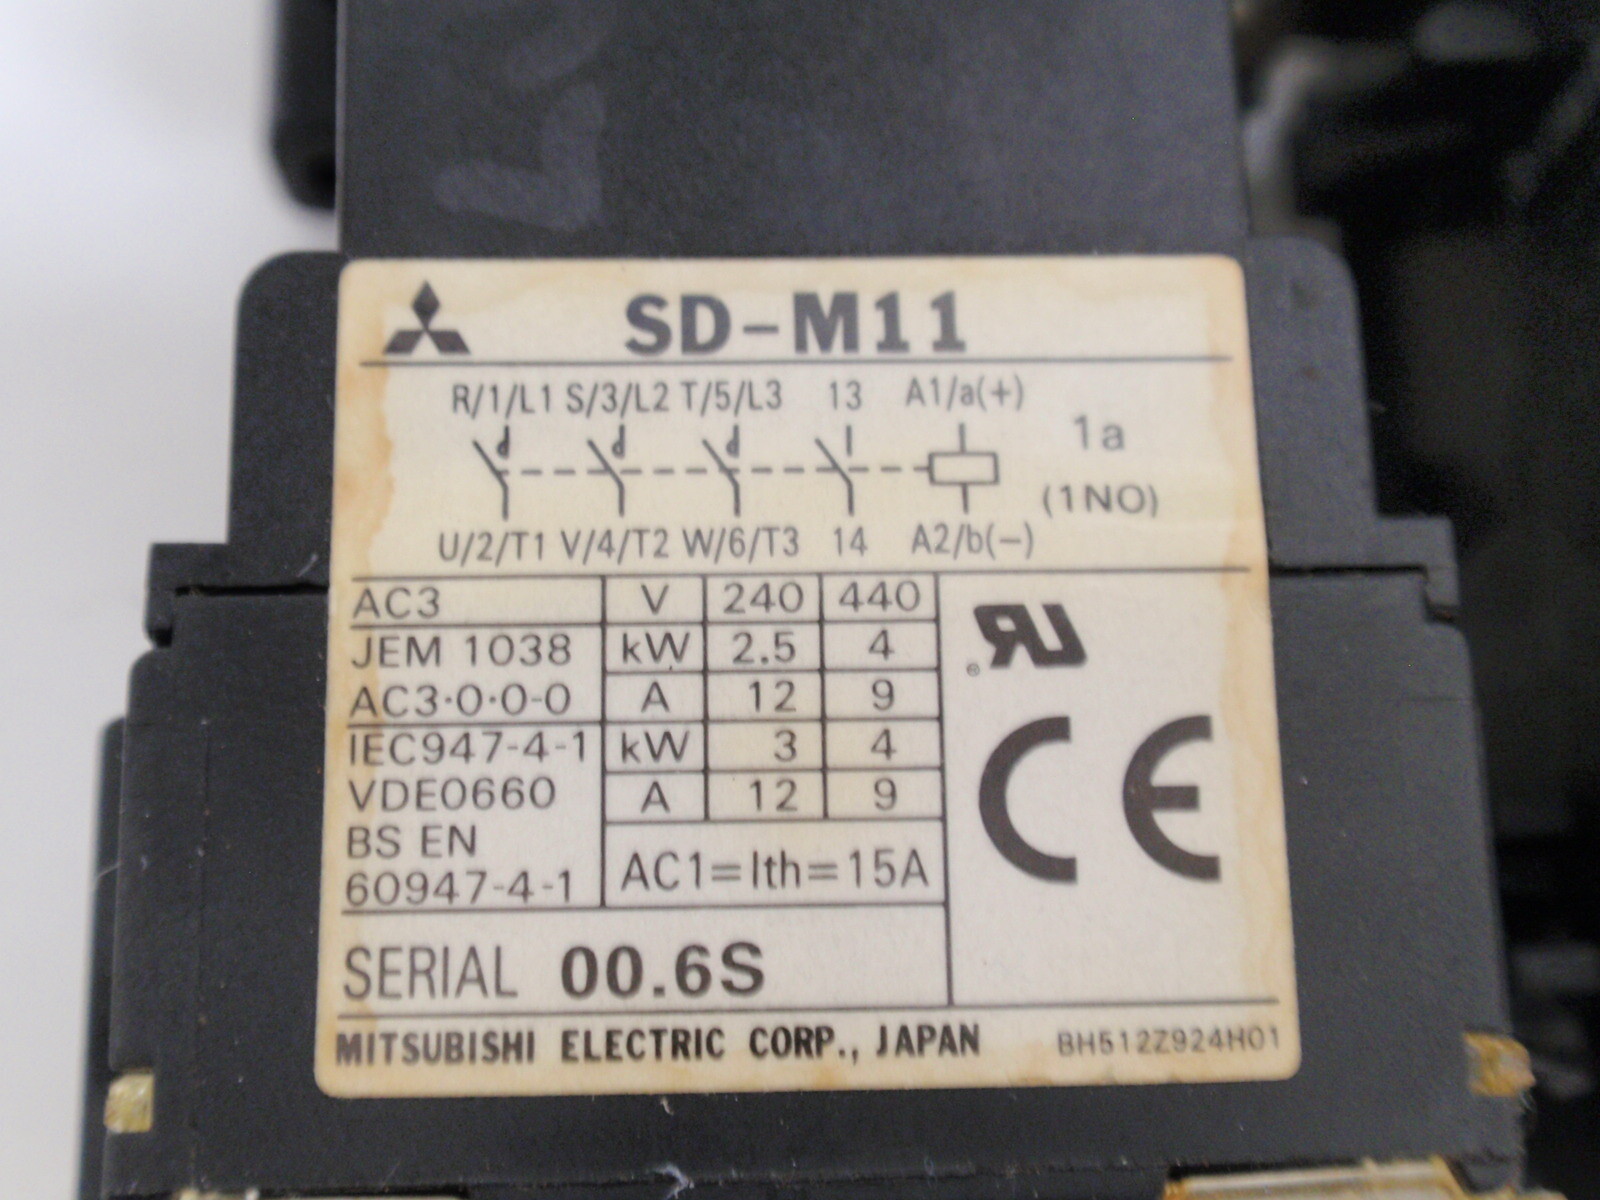 SD-M11
R/1/L1 S/3/L2 T/5/L3 13 A1/a(+)
1a
(1NO)
U/2/T1 V/4/T2 W/6/T3 14 A2/b(-)
AC3 V 240 440
JEM 1038 kW 2.5 4
AC3·0·0-0 A 12 9
IEC947-4-1 kW 3 4
VDE0660 A 12 9
BS EN
60947-4-1
AC1=Ith=15A
RU
®
CE
SERIAL 00.6S
MITSUBISHI ELECTRIC CORP., JAPAN BH512Z924H01